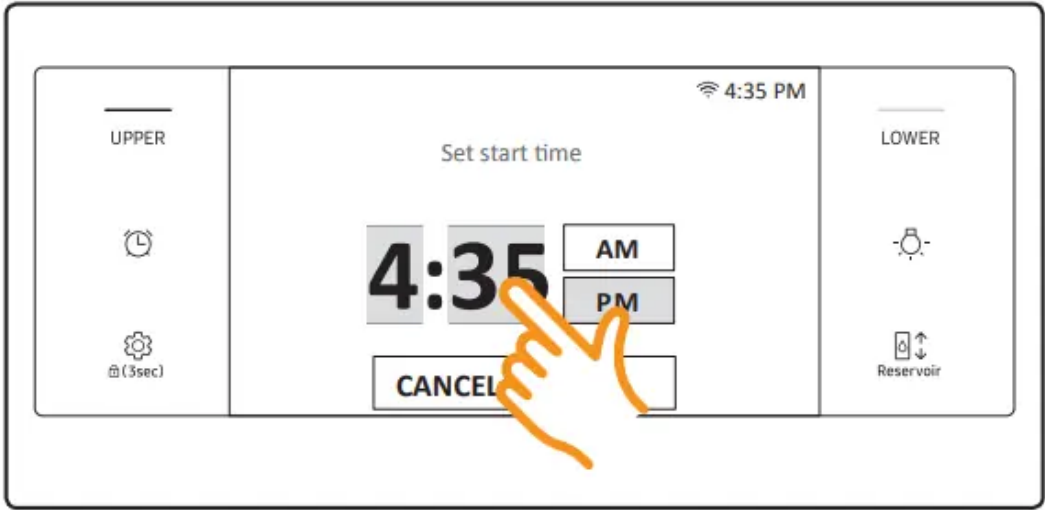 4:35 PM
UPPER
LOWER
Set start time
4:35
AM
PM
CANCEL
(3sec)
Reservoir